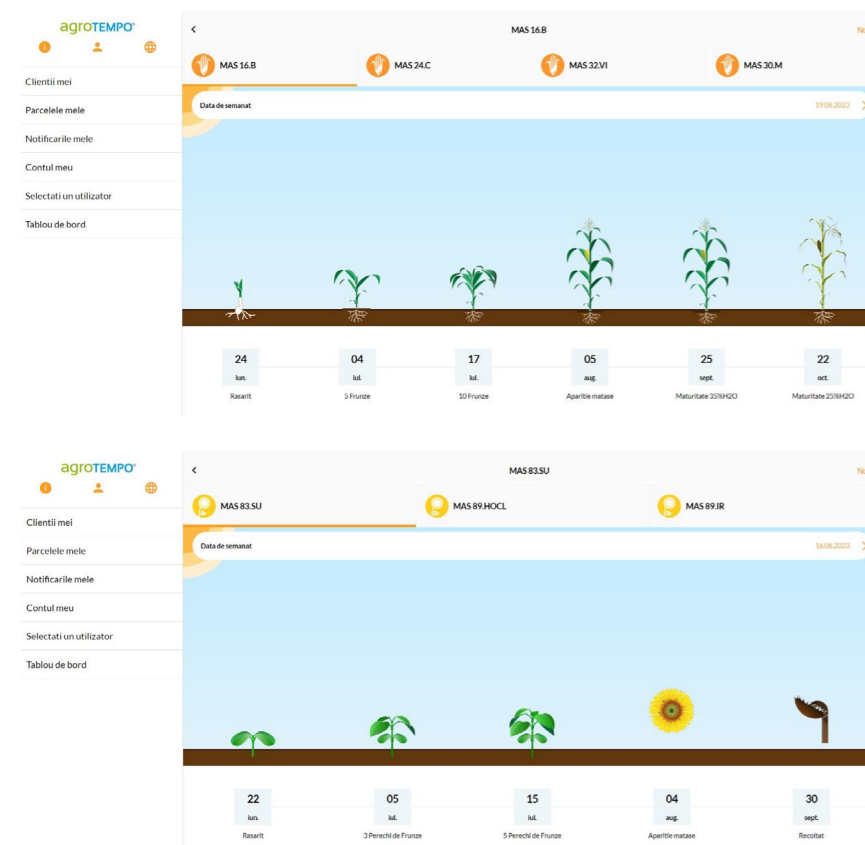 agroTEMPO®
Clientii mei
Parcelele mele
Notificarile mele
Contul meu
Selectati un utilizator
Tablou de bord
MAS 16.B
No
MAS 16.B
MAS 24.C
MAS 32.VI
MAS 30.M
Data de semanat
19.06.2023
24
04
17
05
25
22
iun.
iul.
iul.
aug.
sept.
oct.
Rasarit
5 Frunze
10 Frunze
Aparitie matase
Maturitate 35%H2O
Maturitate 25%H2O
agroTEMPO®
Clientii mei
Parcelele mele
Notificarile mele
Contul meu
Selectati un utilizator
Tablou de bord
MAS 83.SU
No
MAS 83.SU
MAS 89.HOCL
MAS 89.IR
Data de semanat
16.06.2023
22
05
15
04
30
iun.
iul.
iul.
aug.
sept.
Rasarit
3 Perechi de Frunze
5 Perechi de Frunze
Aparitie matase
Recoltat